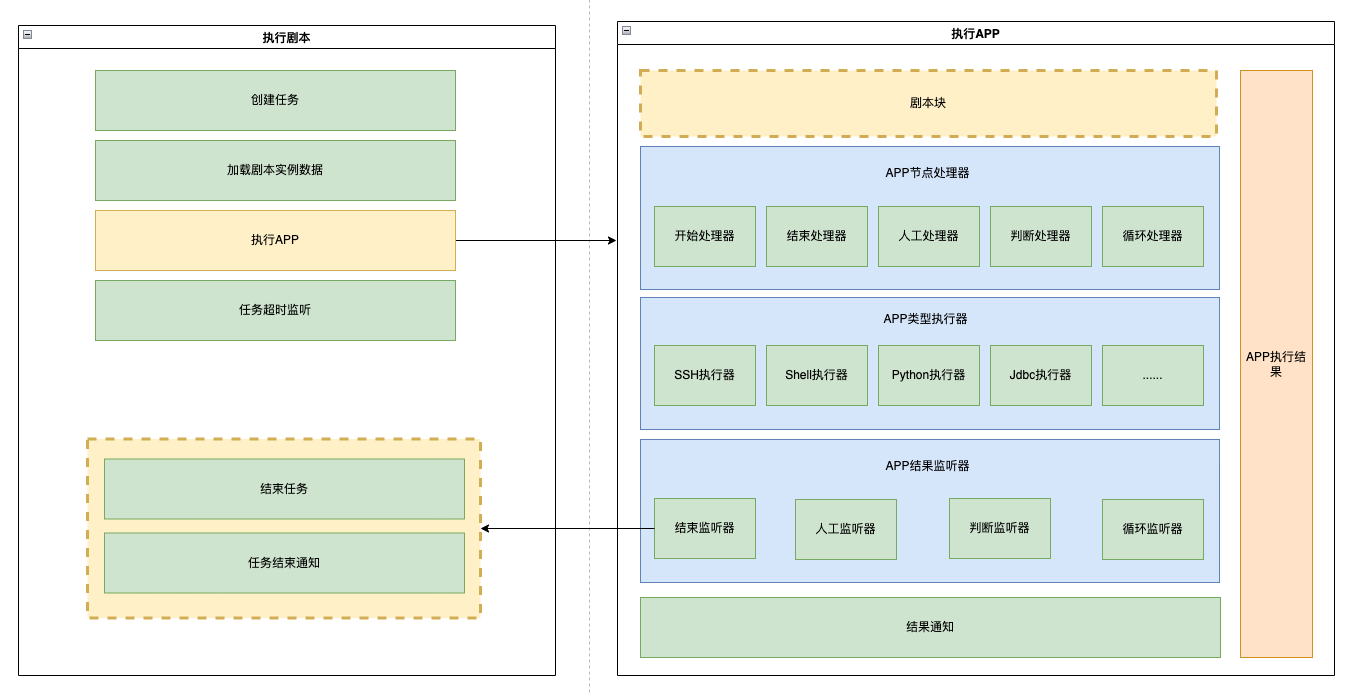 执行剧本
创建任务
加载剧本实例数据
执行APP
任务超时监听
结束任务
任务结束通知
执行APP
剧本块
APP节点处理器
开始处理器
结束处理器
人工处理器
判断处理器
循环处理器
APP类型执行器
SSH执行器
Shell执行器
Python执行器
Jdbc执行器
......
APP结果监听器
结束监听器
人工监听器
判断监听器
循环监听器
结果通知
APP执行结
果